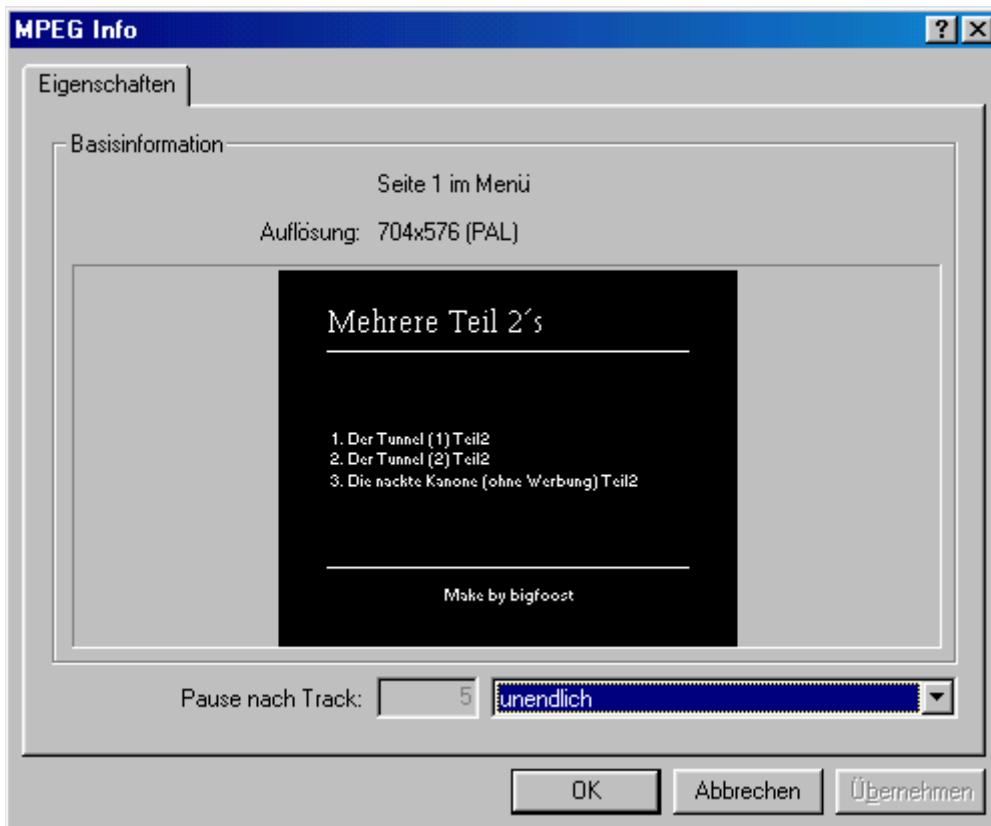 MPEG Info
Eigenschaften
Basisinformation
Seite 1 im Menü
Auflösung: 704x576 (PAL)
Mehrere Teil 2´s
1. Der Tunnel (1) Teil2
2. Der Tunnel (2) Teil2
3. Die nackte Kanone (ohne Werbung) Teil2
Make by bigfoost
Pause nach Track: 5 unendlich
OK Abbrechen Übernehmen